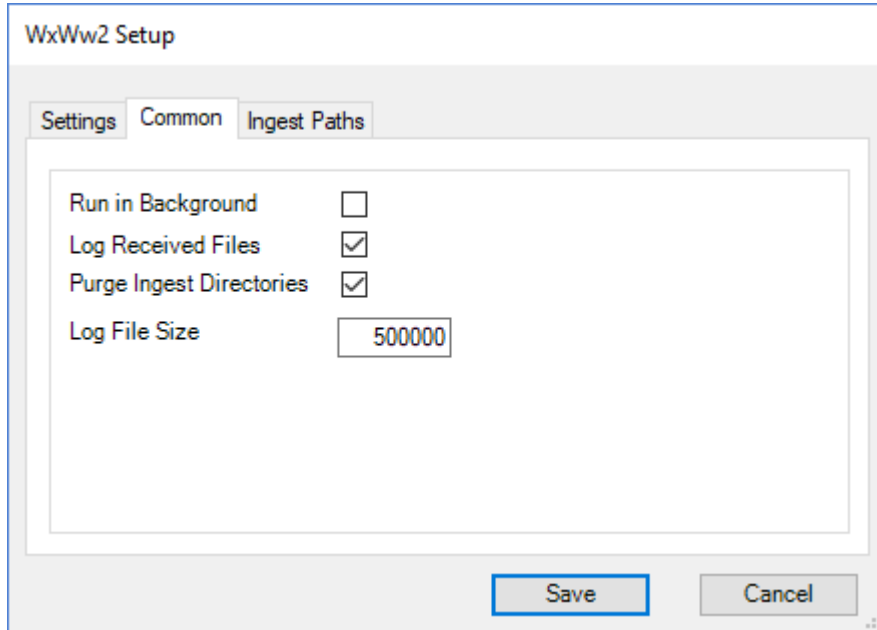 WxWw2 Setup
Settings Common Ingest Paths
Run in Background
Log Received Files
Purge Ingest Directories
Log File Size 500000
Save Cancel